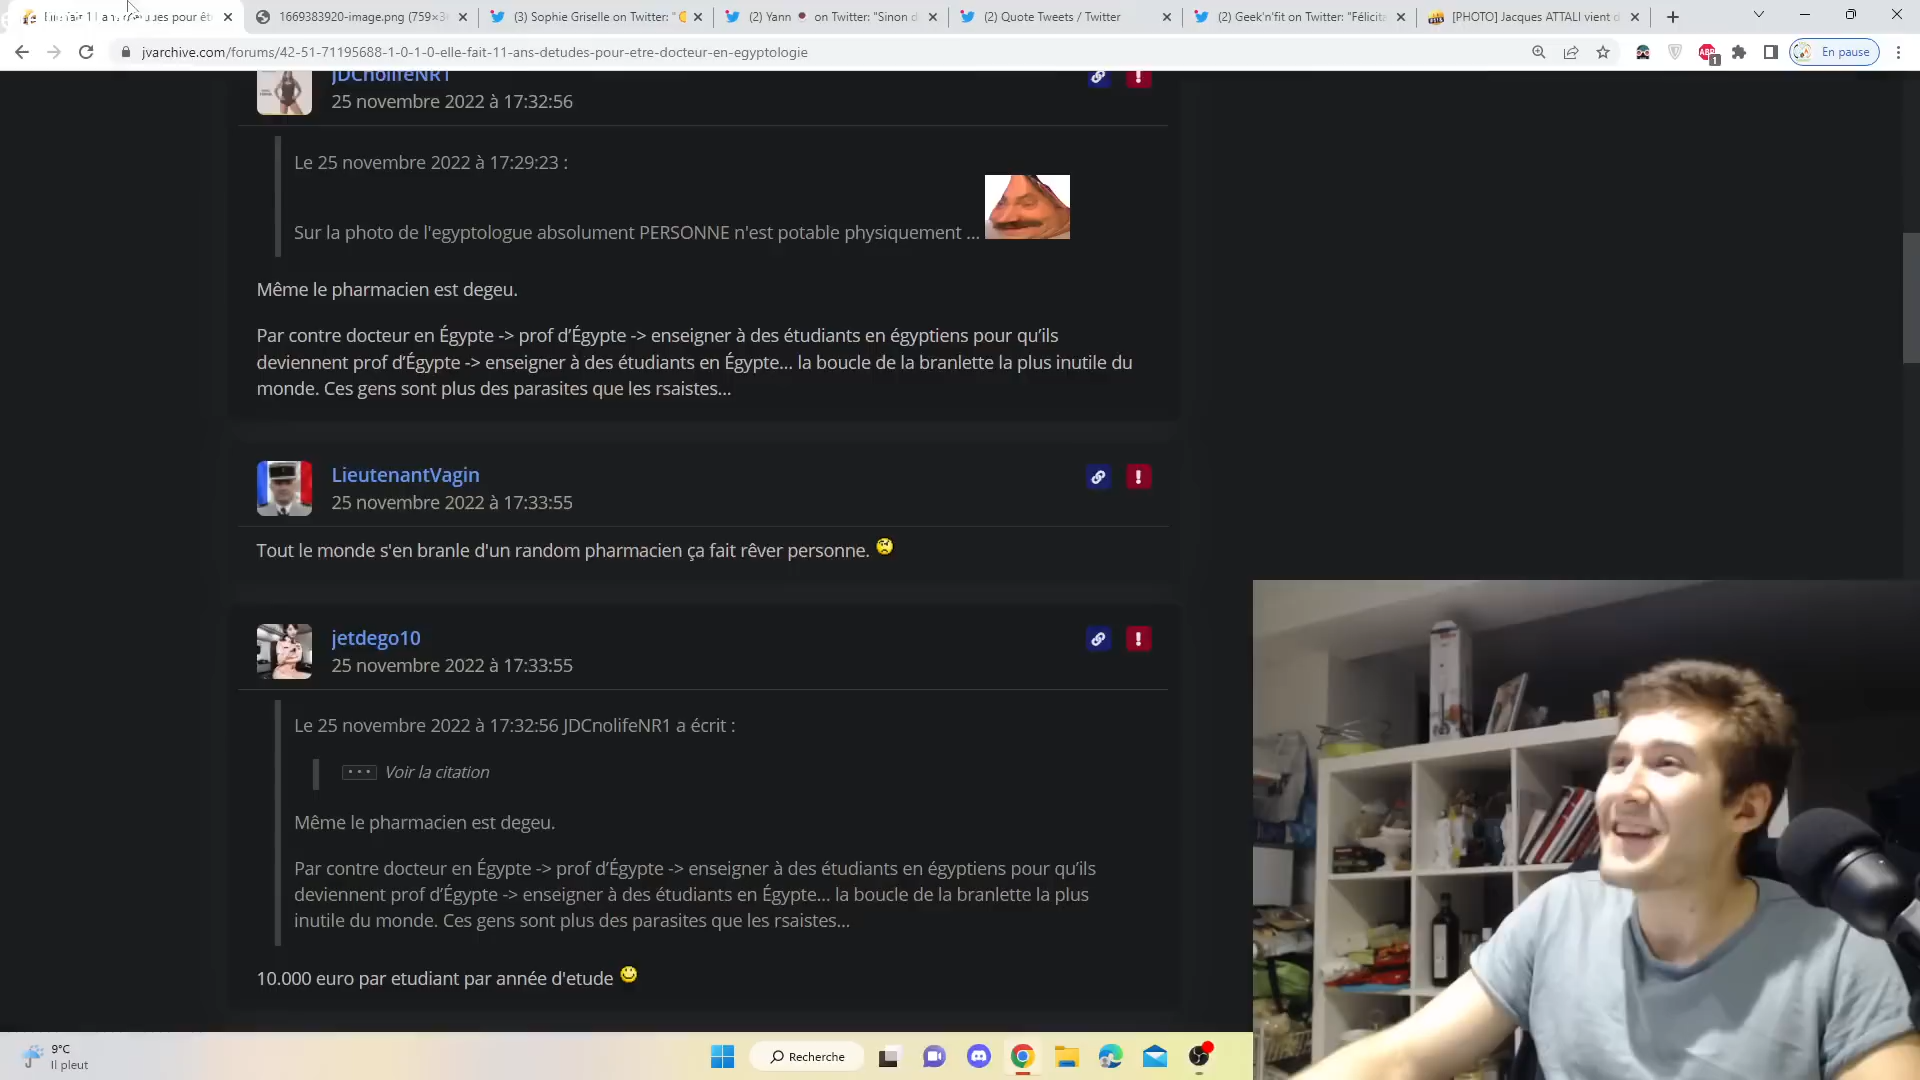 Elle fait 11 ans d'études pour êt
1669383920-image.png (759×3
(3) Sophie Griselle on Twitter: "
(2) Yann on Twitter: "Sinon d
(2) Quote Tweets / Twitter
(2) Geek'n'fit on Twitter: "Félicita
[PHOTO] Jacques ATTALI vient d
jvarchive.com/forums/42-51-71195688-1-0-1-0-elle-fait-11-ans-detudes-pour-etre-docteur-en-egyptologie
ABP
1
En pause
JDCnolifeNR1
25 novembre 2022 à 17:32:56
Le 25 novembre 2022 à 17:29:23 :
Sur la photo de l'egyptologue absolument PERSONNE n'est potable physiquement ...
Même le pharmacien est degeu.
Par contre docteur en Égypte -> prof d’Égypte -> enseigner à des étudiants en égyptiens pour qu’ils
deviennent prof d’Égypte -> enseigner à des étudiants en Égypte... la boucle de la branlette la plus inutile du
monde. Ces gens sont plus des parasites que les rsaistes...
LieutenantVagin
25 novembre 2022 à 17:33:55
Tout le monde s'en branle d'un random pharmacien ça fait rêver personne.
jetdego10
25 novembre 2022 à 17:33:55
Le 25 novembre 2022 à 17:32:56 JDCnolifeNR1 a écrit :
Voir la citation
Même le pharmacien est degeu.
Par contre docteur en Égypte -> prof d’Égypte -> enseigner à des étudiants en égyptiens pour qu’ils
deviennent prof d’Égypte -> enseigner à des étudiants en Égypte... la boucle de la branlette la plus
inutile du monde. Ces gens sont plus des parasites que les rsaistes...
10.000 euro par etudiant par année d'etude
9°C
Il pleut
Recherche